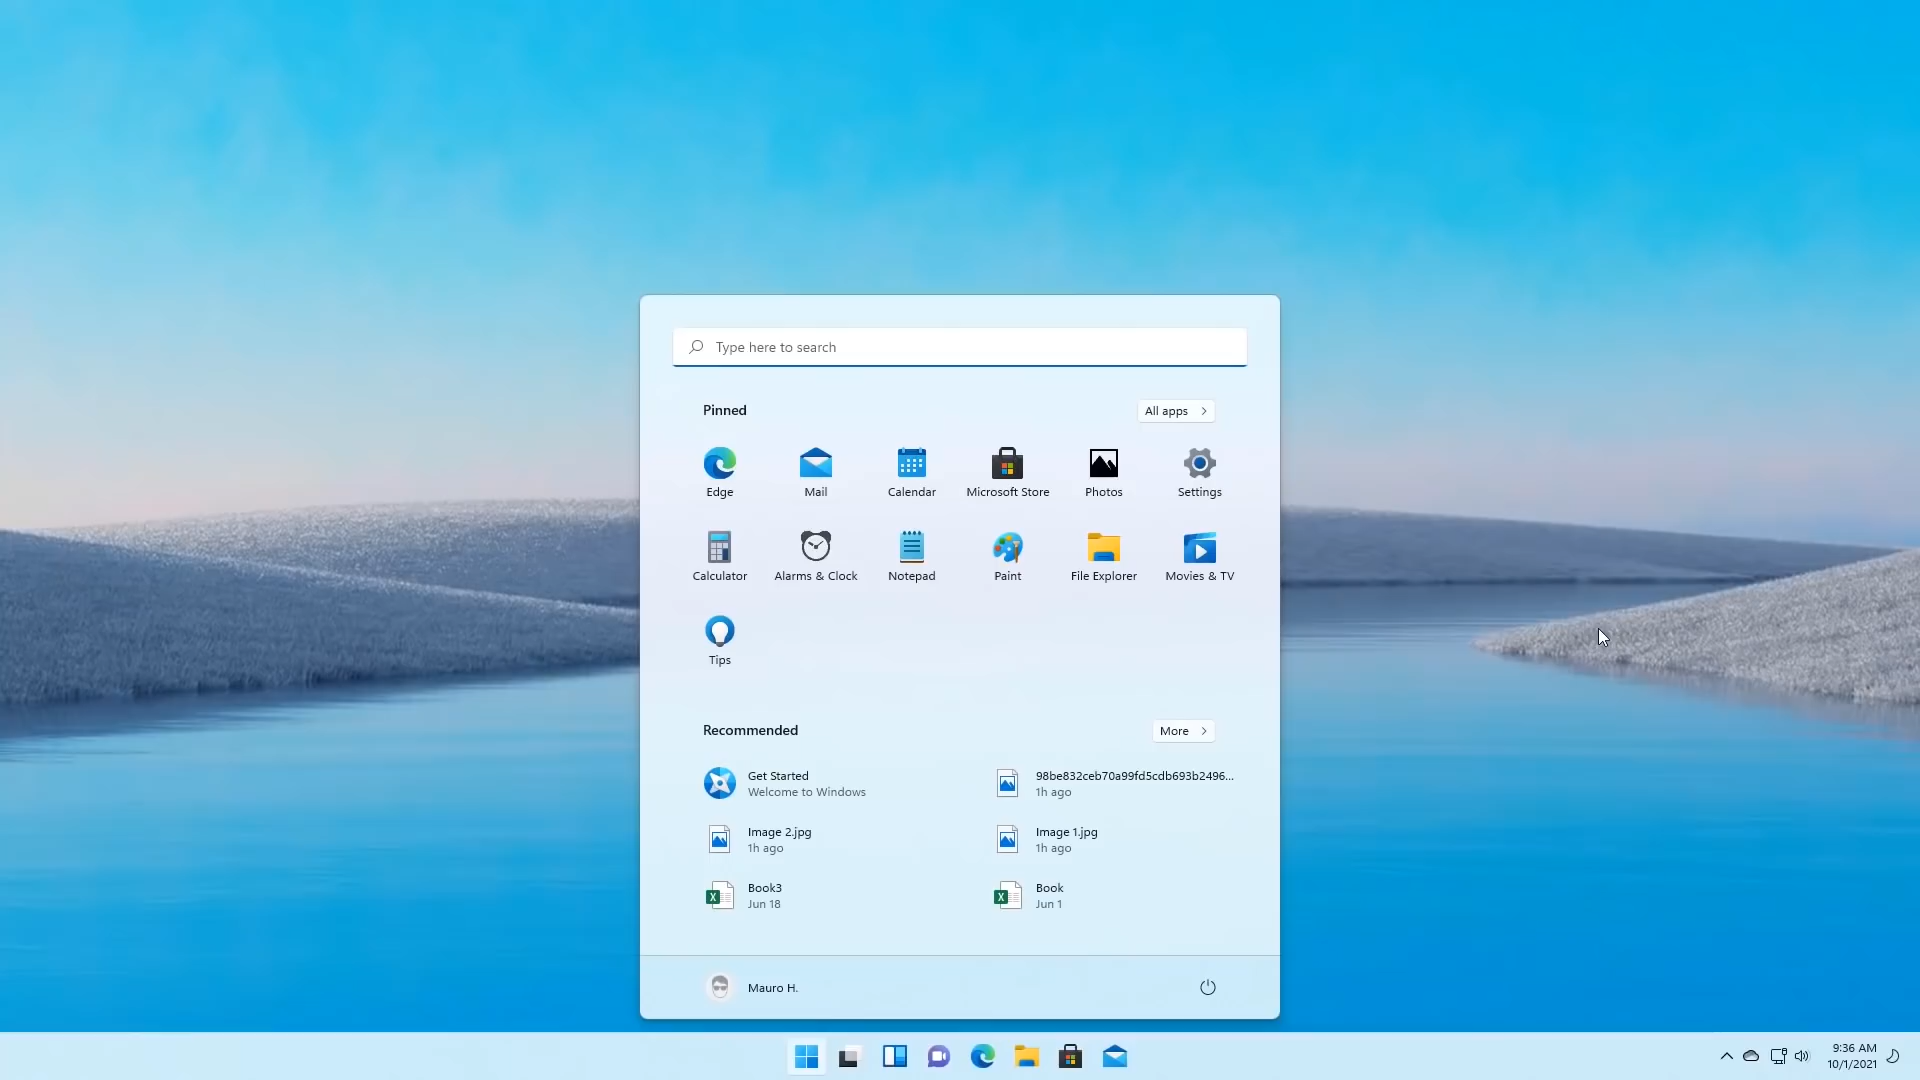 Type here to search
Pinned
All apps
Edge
Mail
Calendar
Microsoft Store
Photos
Settings
Calculator
Alarms & Clock
Notepad
Paint
File Explorer
Movies & TV
Tips
Recommended
More
Get Started
Welcome to Windows
98be832ceb70a99fd5cdb693b2496...
1h ago
Image 2.jpg
1h ago
Image 1.jpg
1h ago
Book3
Jun 18
Book
Jun 1
Mauro H.
9:36 AM
10/1/2021